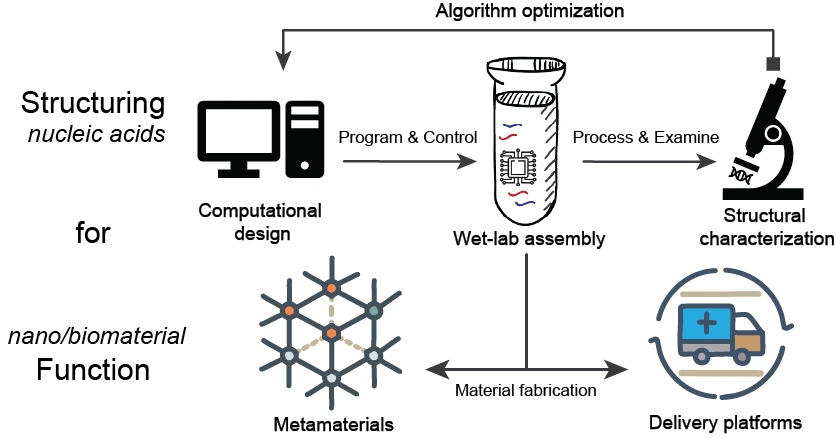 Algorithm optimization
Structuring
nucleic acids
Program & Control
Process & Examine
Computational
design
Wet-lab assembly
Structural
characterization
for
nano/biomaterial
Function
Material fabrication
Metamaterials
Delivery platforms